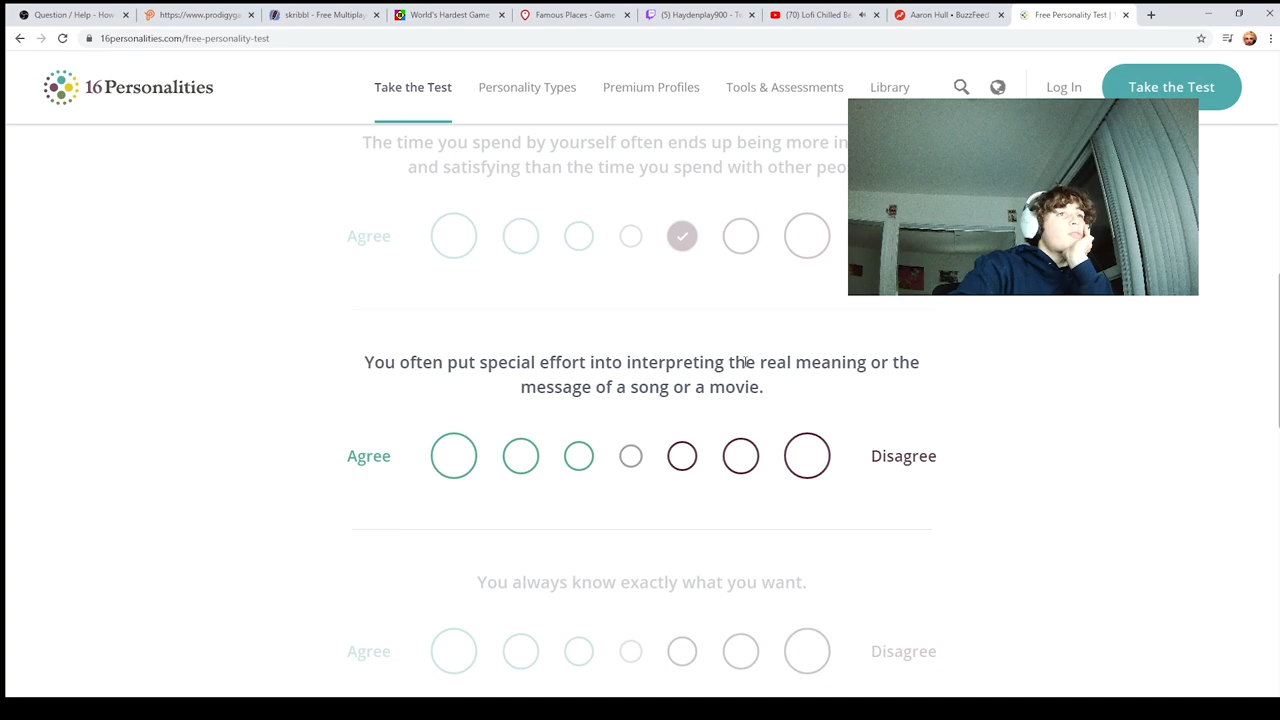 Question / Help - How
https://www.prodigyga
skribbl - Free Multiplay
World's Hardest Game
Famous Places - Game
(5) Haydenplay900 - Tw
(70) Lofi Chilled Be
Aaron Hull • BuzzFeed
Free Personality Test |
16personalities.com/free-personality-test
16Personalities
Take the Test
Personality Types
Premium Profiles
Tools & Assessments
Library
Log In
Take the Test
The time you spend by yourself often ends up being more in
and satisfying than the time you spend with other peo
Agree
You often put special effort into interpreting the real meaning or the
message of a song or a movie.
Agree
Disagree
You always know exactly what you want.
Agree
Disagree